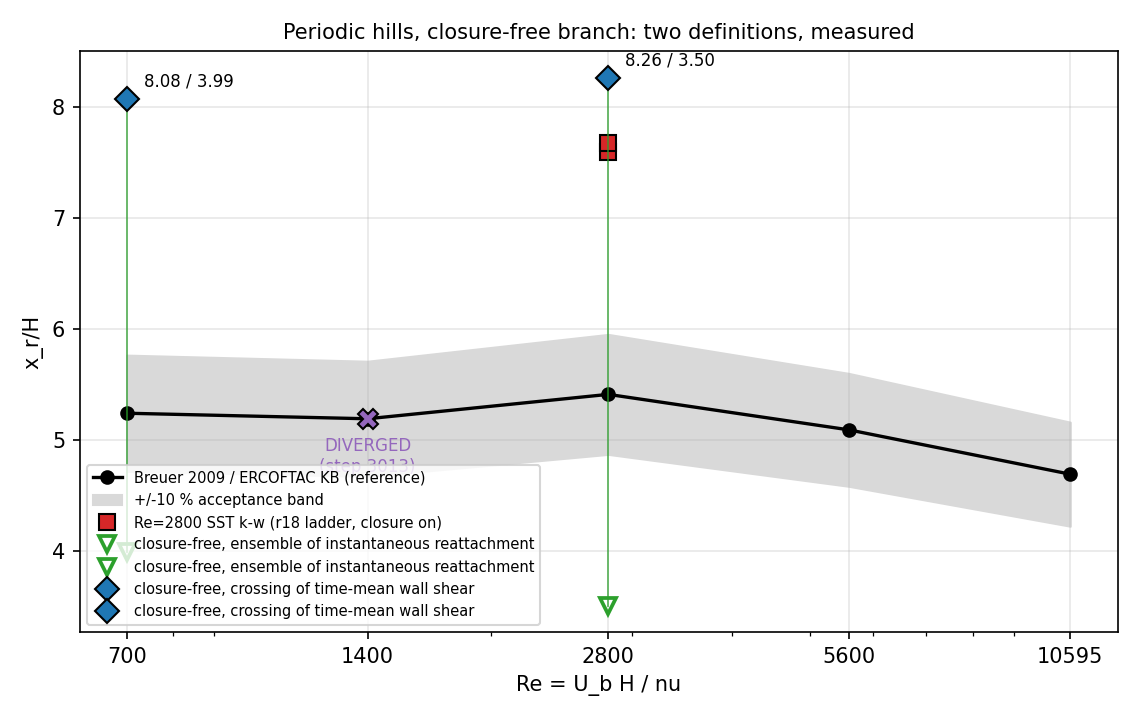 Periodic hills, closure-free branch: two definitions, measured
8.08 / 3.99
8.26 / 3.50
8
7
6
5
4
x_r/H
DIVERGED
(step 3013)
Breuer 2009 / ERCOFTAC KB (reference)
+/-10 % acceptance band
Re=2800 SST k-w (r18 ladder, closure on)
closure-free, ensemble of instantaneous reattachment
closure-free, ensemble of instantaneous reattachment
closure-free, crossing of time-mean wall shear
closure-free, crossing of time-mean wall shear
700
1400
2800
5600
10595
Re = U_b H / nu